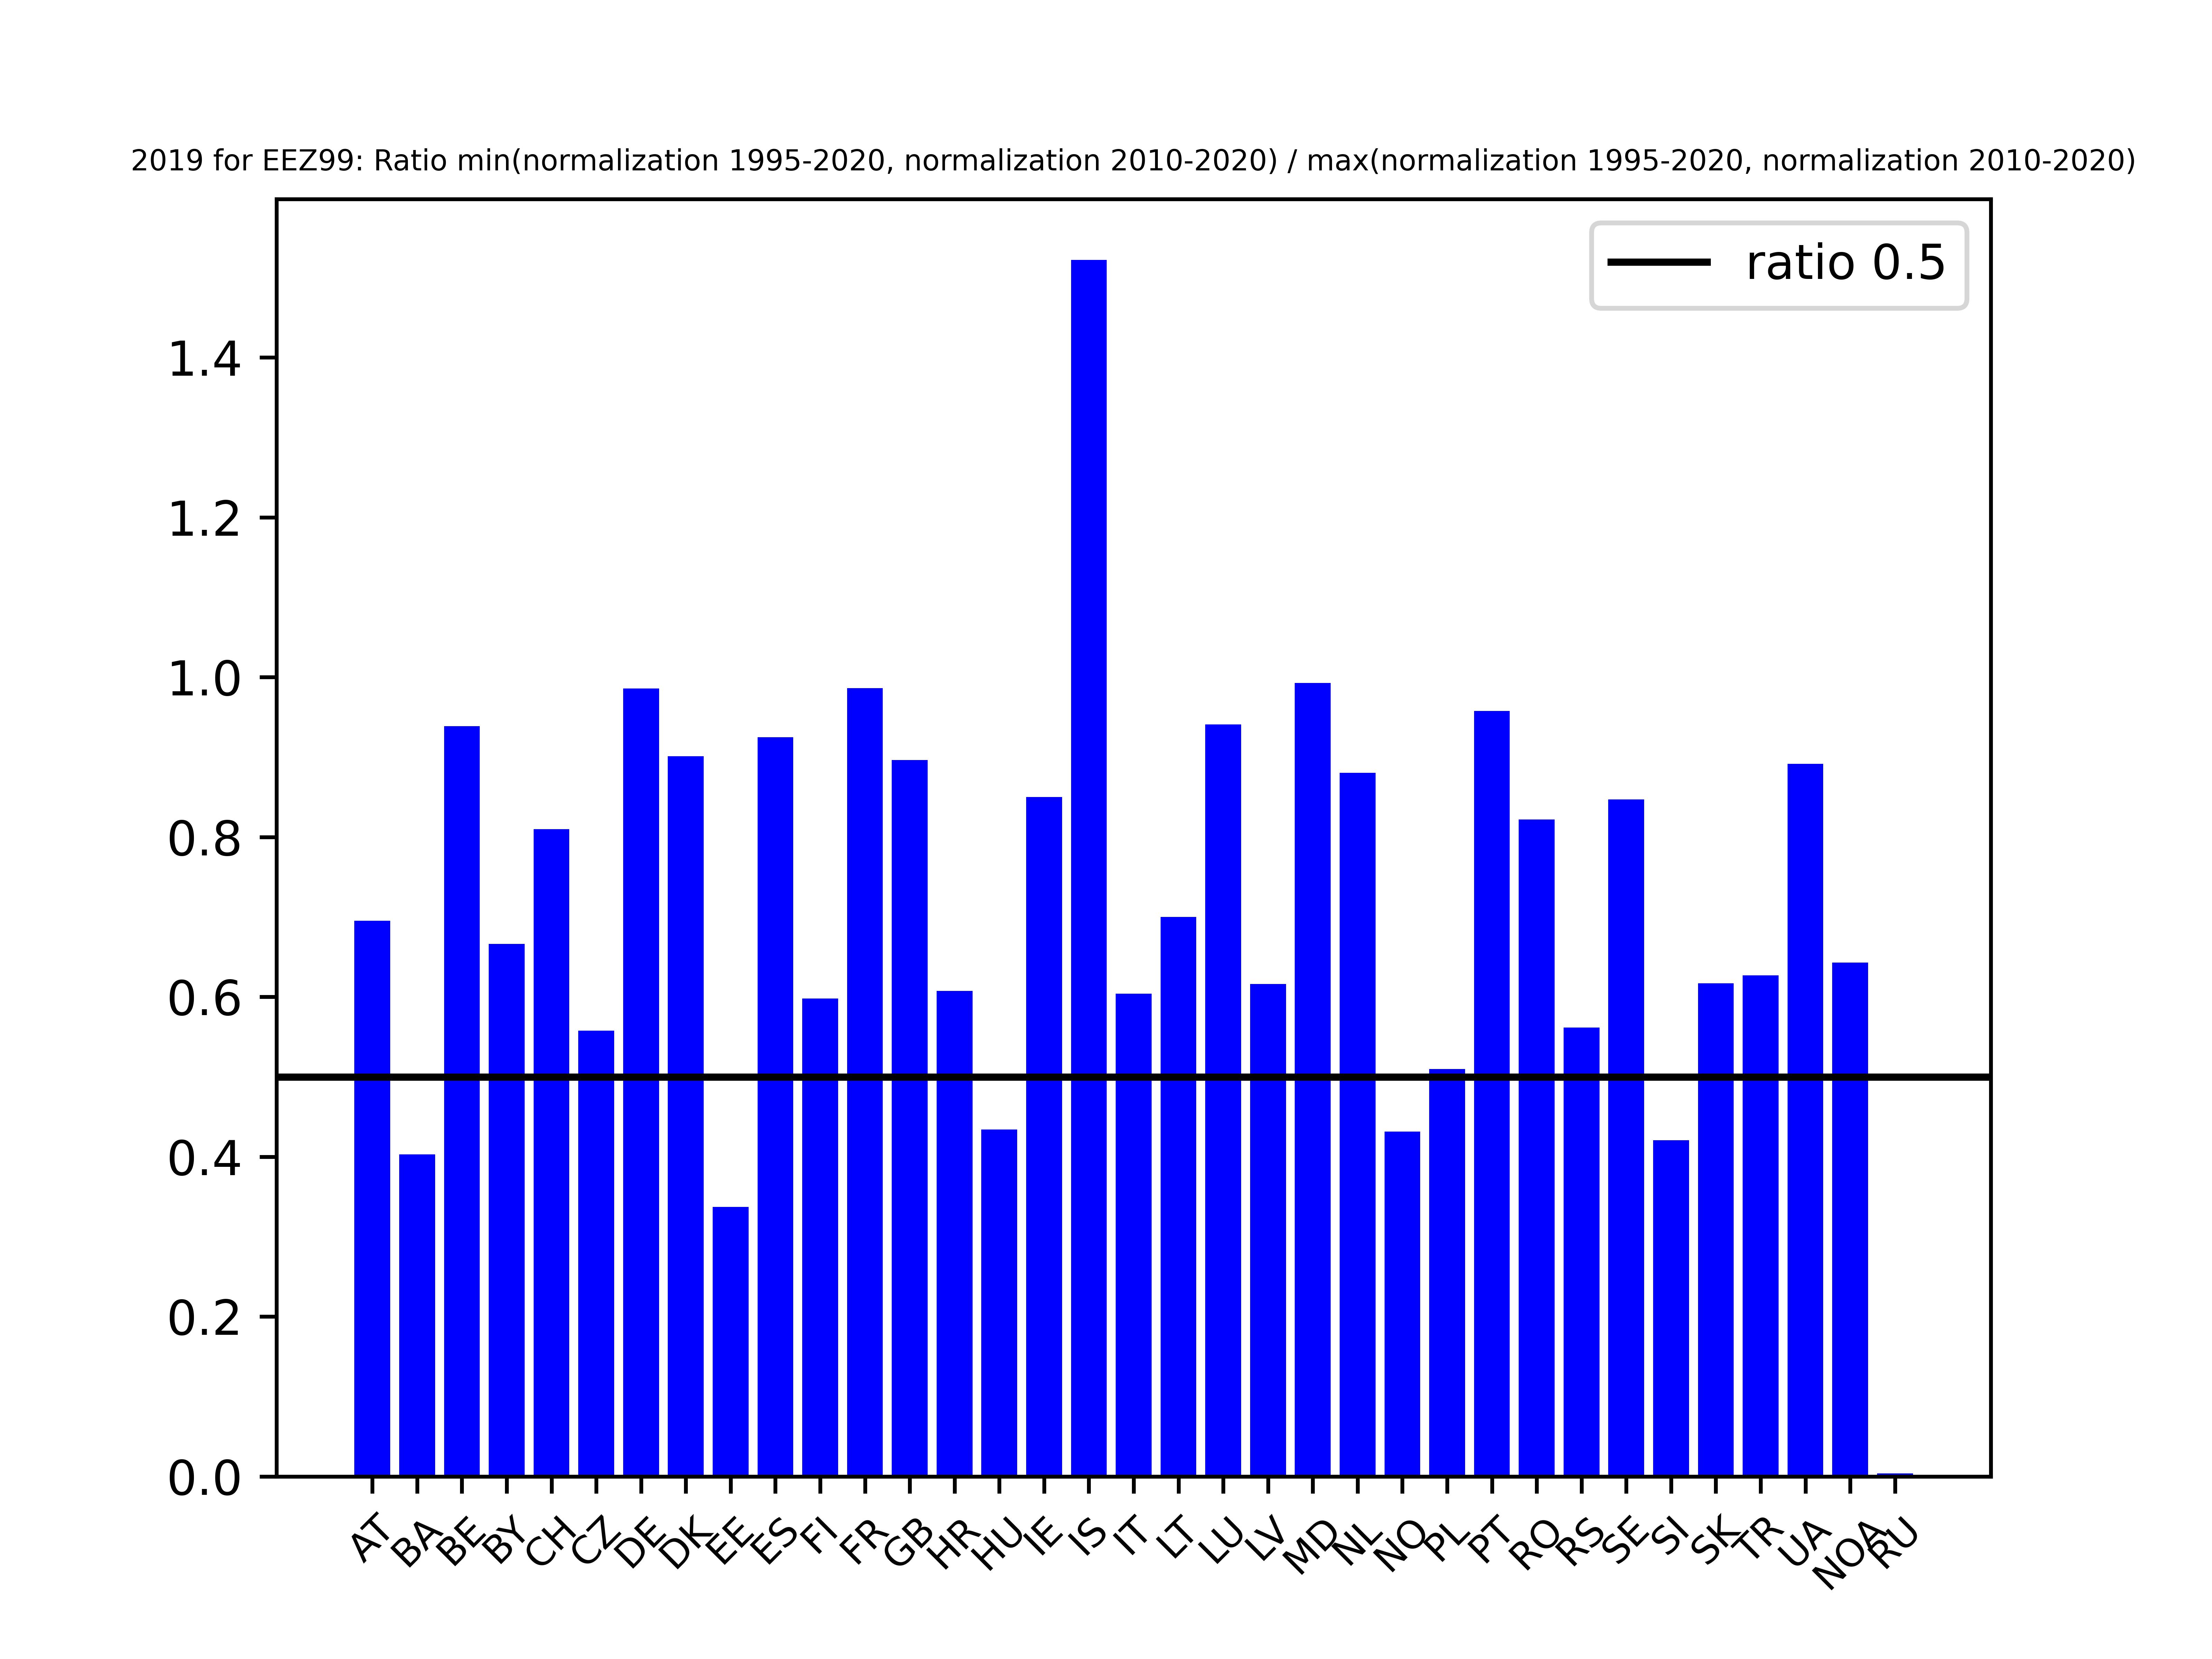 2019 for EEZ99: Ratio min(normalization 1995-2020, normalization 2010-2020) / max(normalization 1995-2020, normalization 2010-2020)
ratio 0.5
1.4
1.2
1.0
0.8
0.6
0.4
0.2
0.0
AT BA BE BY CH CZ DE DK EE ES FI FR GB HR HU IE IS IT LT LU LV MD NL NO PL PT RO RS SE SI SK TR UA NOA RU